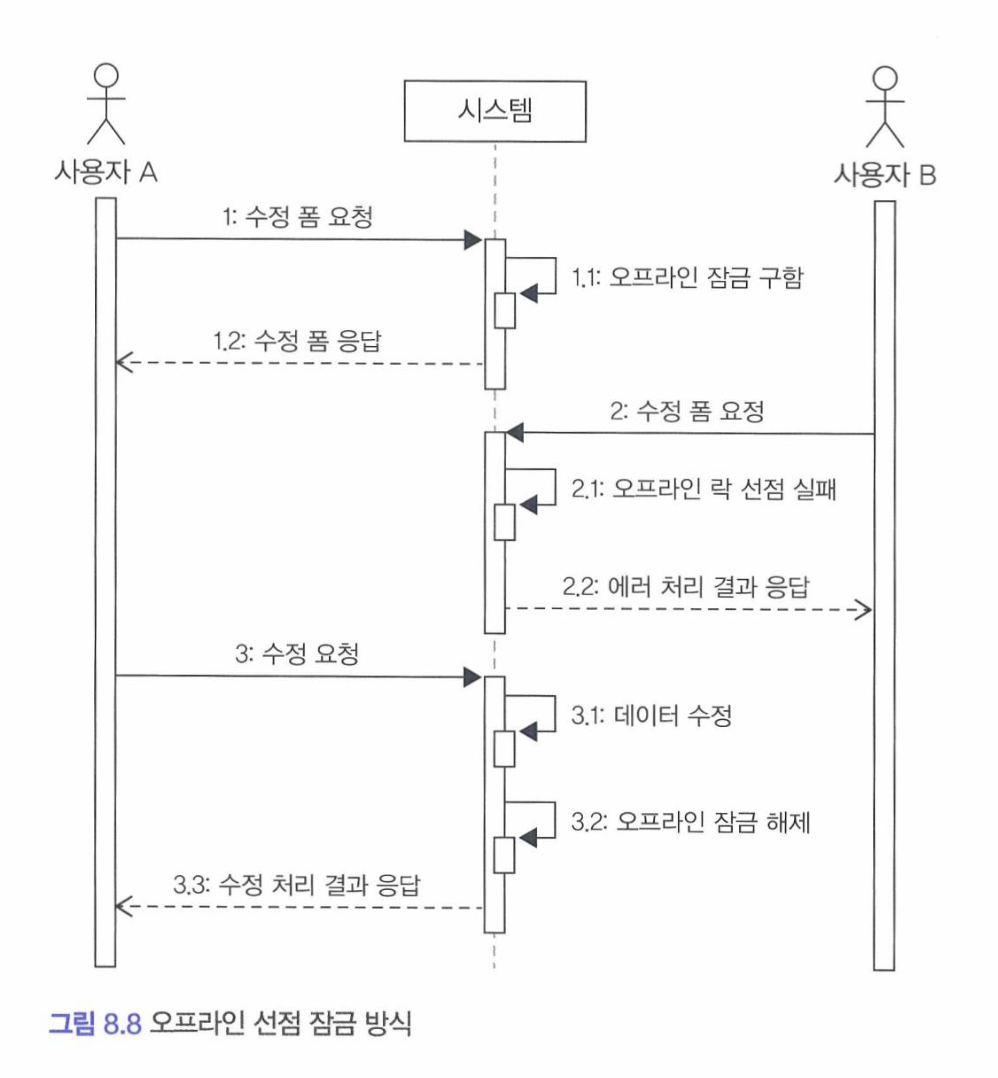 시스템
사용자 A
사용자 B
1: 수정 폼 요청
1.1: 오프라인 잠금 구함
1.2: 수정 폼 응답
2: 수정 폼 요정
2.1: 오프라인 락 선점 실패
2.2: 에러 처리 결과 응답
3: 수정 요청
3.1: 데이터 수정
3.2: 오프라인 잠금 해제
3.3: 수정 처리 결과 응답
그림 8.8 오프라인 선점 잠금 방식